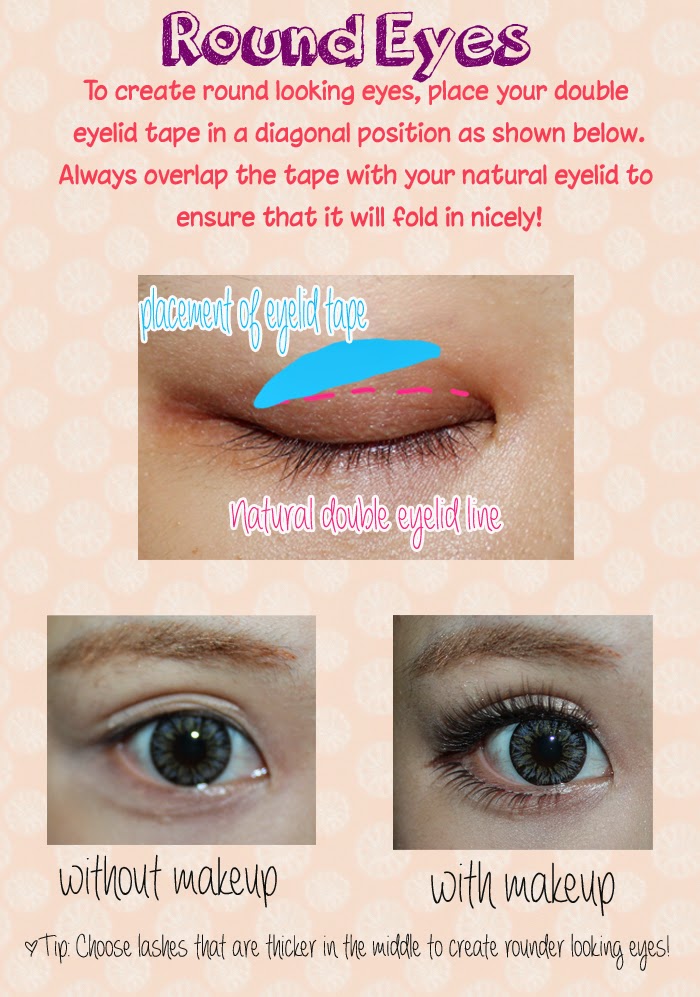 Round Eyes
To create round looking eyes, place your double
eyelid tape in a diagonal position as shown below.
Always overlap the tape with your natural eyelid to
ensure that it will fold in nicely!
placement of eyelid tape
Natural double eyelid line
without makeup
with makeup
Tip: Choose lashes that are thicker in the middle to create rounder looking eyes!